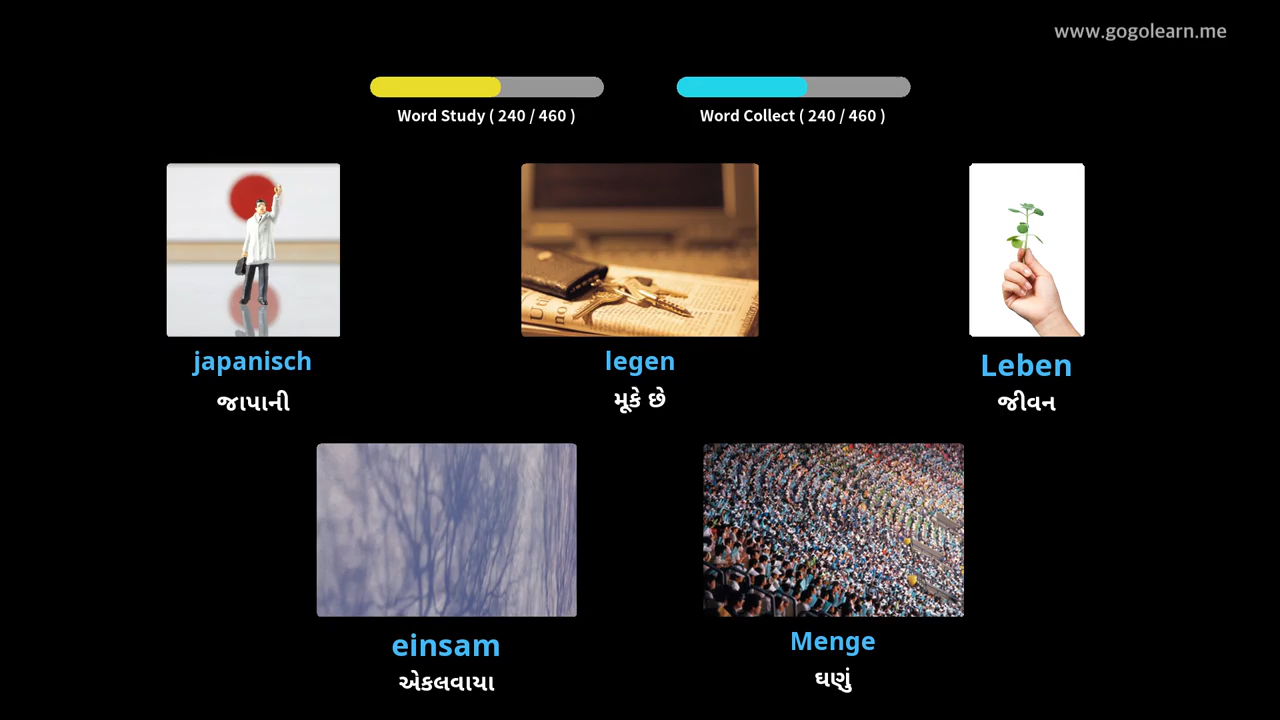 www.gogolearn.me
Word Study ( 240 / 460 )
Word Collect ( 240 / 460 )
japanisch
જાપાની
legen
મૂકે છે
Leben
જીવન
einsam
એકલવાયા
Menge
ઘણું